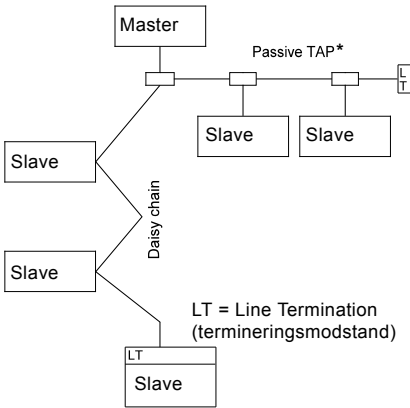 Master
Passive TAP*
L
T
Slave
Slave
Slave
Daisy chain
Slave
LT = Line Termination
(termineringsmodstand)
LT
Slave